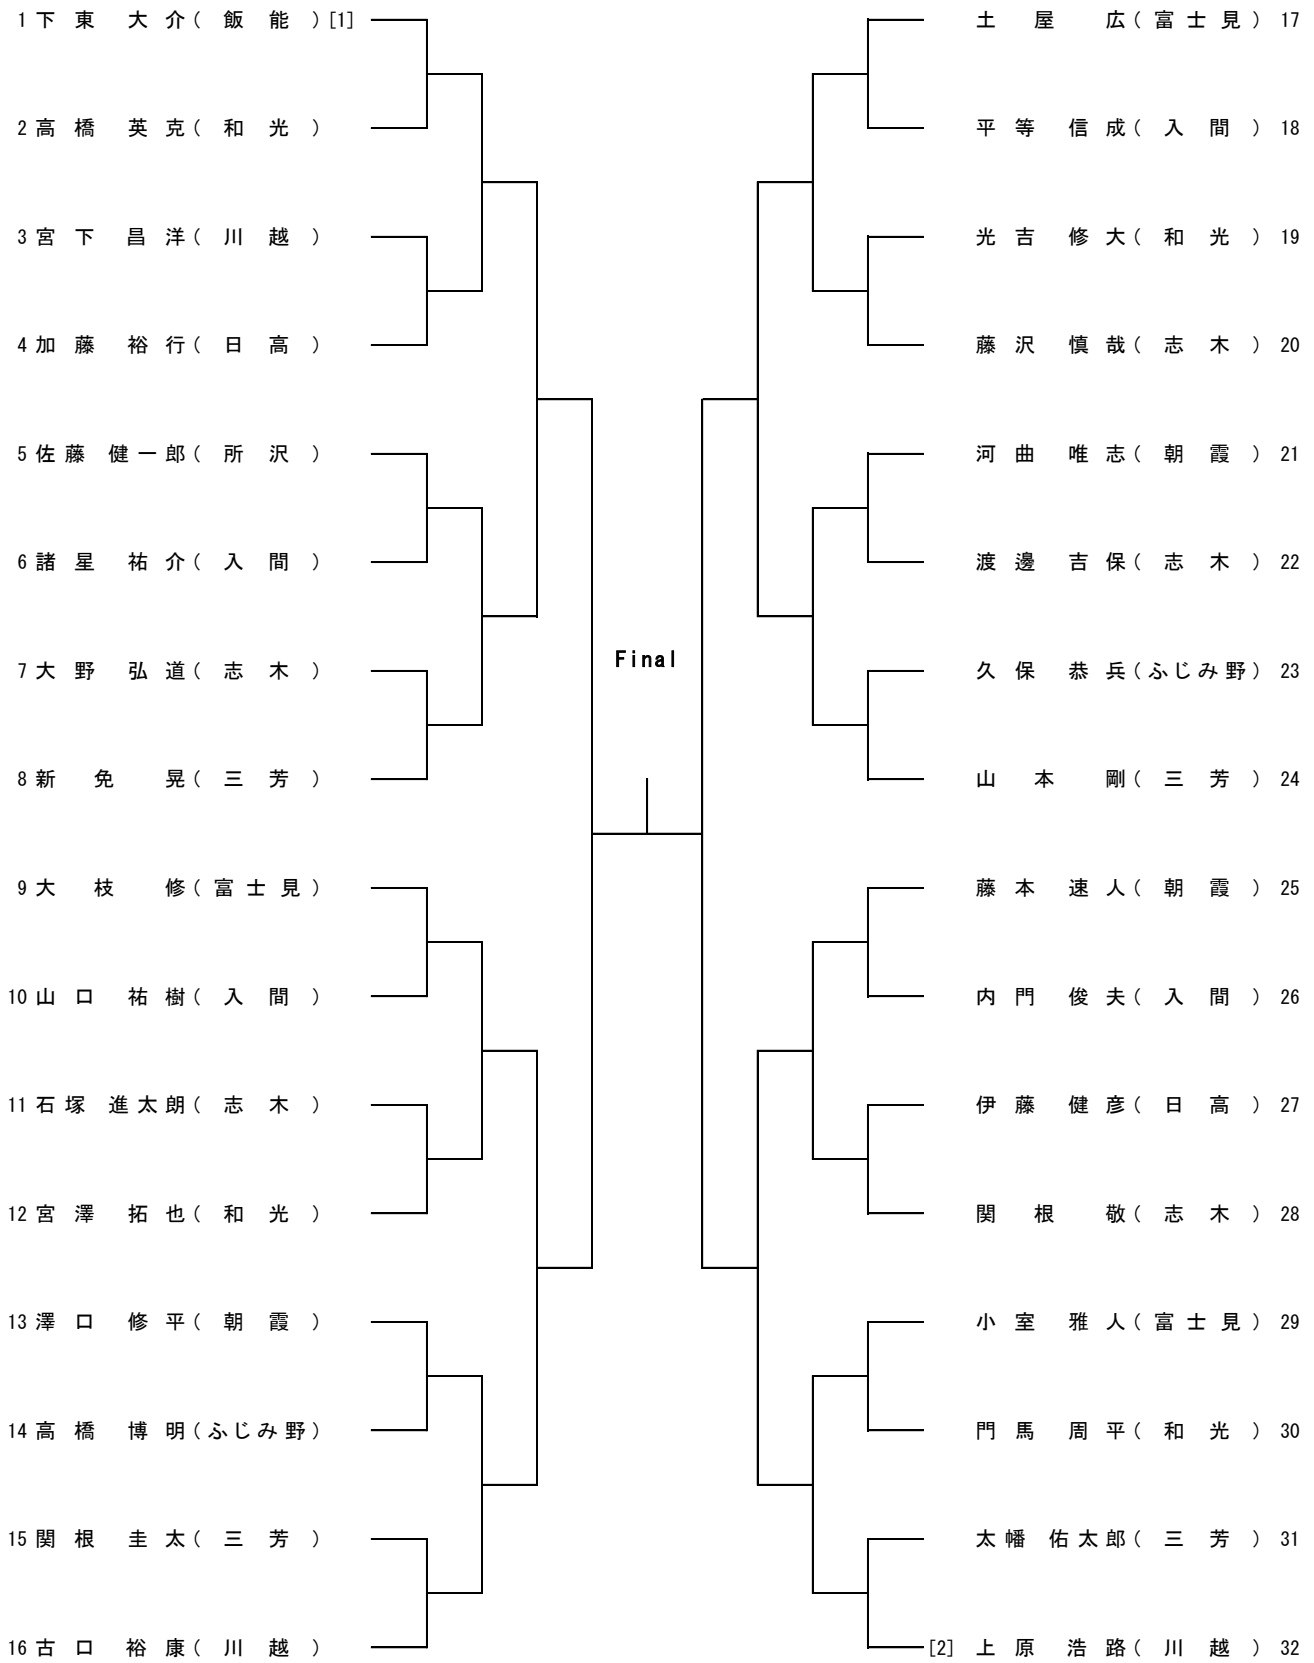 1 下東 大介 (飯能) [1]
2 高橋 英克 (和光)
3 宮下 昌洋 (川越)
4 加藤 裕行 (日高)
5 佐藤 健一郎 (所沢)
6 諸星 祐介 (入間)
7 大野 弘道 (志木)
8 新免 晃 (三芳)
9 大枝 修 (富士見)
10 山口 祐樹 (入間)
11 石塚 進太朗 (志木)
12 宮澤 拓也 (和光)
13 澤口 修平 (朝霞)
14 高橋 博明 (ふじみ野)
15 関根 圭太 (三芳)
16 古口 裕康 (川越)
Final
土屋 広 (富士見) 17
平等 信成 (入間) 18
光吉 修大 (和光) 19
藤沢 慎哉 (志木) 20
河曲 唯志 (朝霞) 21
渡邊 吉保 (志木) 22
久保 恭兵 (ふじみ野) 23
山本 剛 (三芳) 24
藤本 速人 (朝霞) 25
内門 俊夫 (入間) 26
伊藤 健彦 (日高) 27
関根 敬 (志木) 28
小室 雅人 (富士見) 29
門馬 周平 (和光) 30
太幡 佑太郎 (三芳) 31
[2] 上原 浩路 (川越) 32